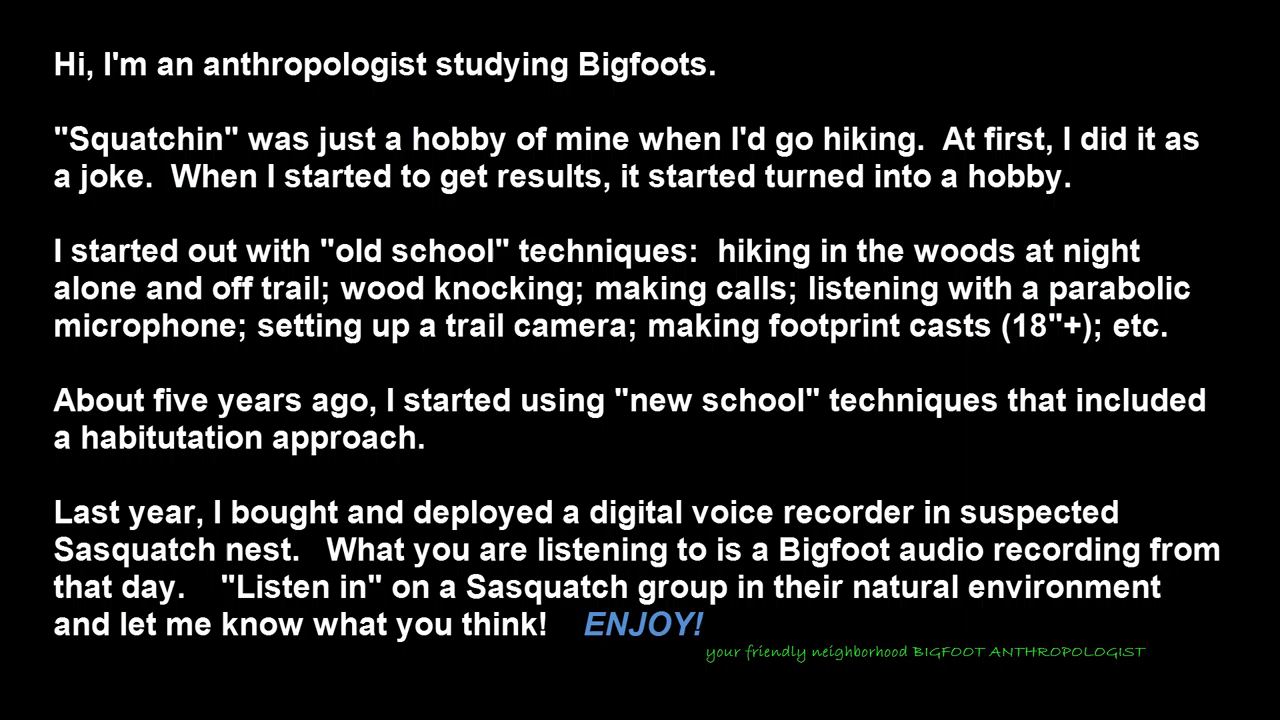 Hi, I'm an anthropologist studying Bigfoots.
"Squatchin" was just a hobby of mine when I'd go hiking.  At first, I did it as
a joke.  When I started to get results, it started turned into a hobby.
I started out with "old school" techniques:  hiking in the woods at night
alone and off trail; wood knocking; making calls; listening with a parabolic
microphone; setting up a trail camera; making footprint casts (18"+); etc.
About five years ago, I started using "new school" techniques that included
a habitutation approach.
Last year, I bought and deployed a digital voice recorder in suspected
Sasquatch nest.   What you are listening to is a Bigfoot audio recording from
that day.    "Listen in" on a Sasquatch group in their natural environment
and let me know what you think!    ENJOY!
your friendly neighborhood BIGFOOT ANTHROPOLOGIST